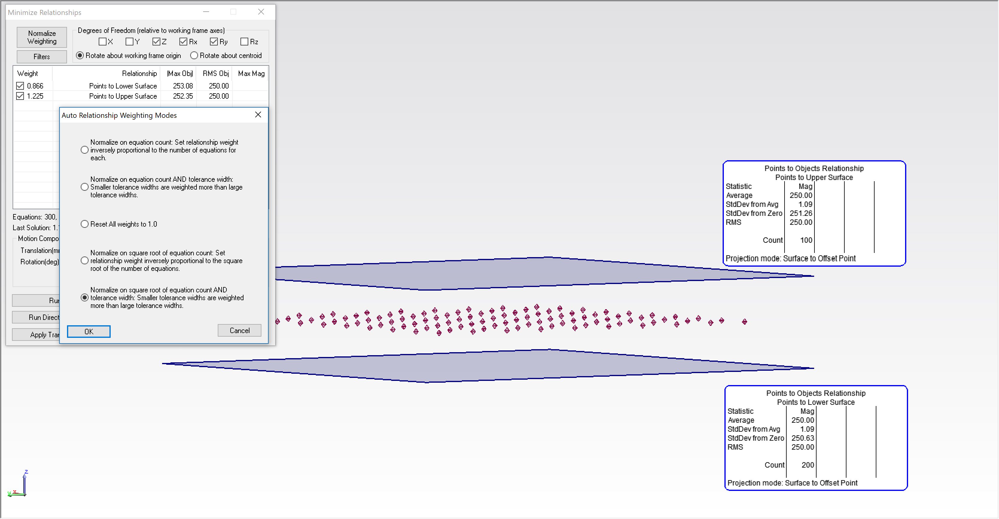 Minimize Relationships
Normalize
Weighting
Filters
Degrees of Freedom (relative to working frame axes)
X Y Z Rx Ry Rz
Rotate about working frame origin Rotate about centroid
Weight Relationship |Max Obj| RMS Obj Max Mag
0.866 Points to Lower Surface 253.08 250.00
1.225 Points to Upper Surface 252.35 250.00
Auto Relationship Weighting Modes
Normalize on equation count: Set relationship weight
inversely proportional to the number of equations for
each.
Normalize on equation count AND tolerance width:
Smaller tolerance widths are weighted more than large
tolerance widths.
Reset All weights to 1.0
Normalize on square root of equation count: Set
relationship weight inversely proportional to the square
root of the number of equations.
Normalize on square root of equation count AND
tolerance width: Smaller tolerance widths are weighted
more than large tolerance widths.
OK
Cancel
Equations: 300,
Last Solution:
Motion Compo
Translation(m
Rotation(deg)
Run
Run Direct
Apply Tra
Points to Objects Relationship
Points to Upper Surface
Statistic Mag
Average 250.00
StdDev from Avg 1.09
StdDev from Zero 251.26
RMS 250.00
Count 100
Projection mode: Surface to Offset Point
Points to Objects Relationship
Points to Lower Surface
Statistic Mag
Average 250.00
StdDev from Avg 1.09
StdDev from Zero 250.63
RMS 250.00
Count 200
Projection mode: Surface to Offset Point
Z
Y X